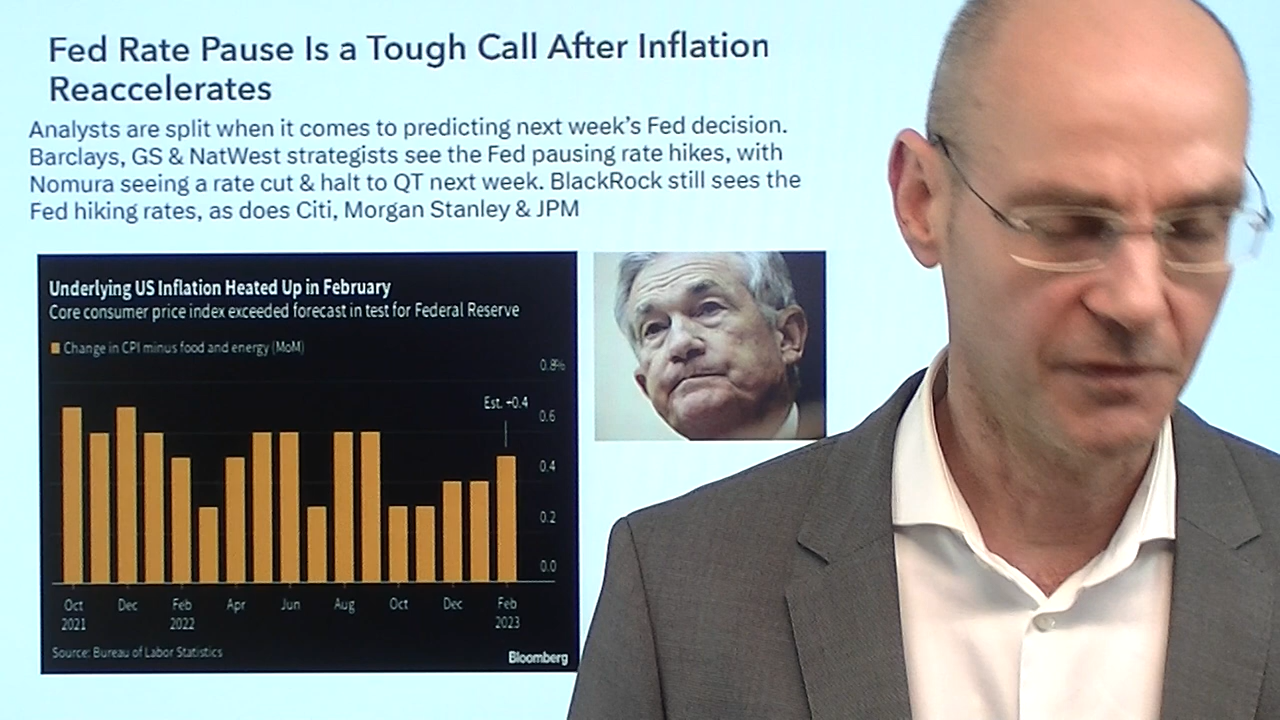 Fed Rate Pause Is a Tough Call After Inflation
Reaccelerates
Analysts are split when it comes to predicting next week's Fed decision.
Barclays, GS & NatWest strategists see the Fed pausing rate hikes, with
Nomura seeing a rate cut & halt to QT next week. BlackRock still sees the
Fed hiking rates, as does Citi, Morgan Stanley & JPM
Underlying US Inflation Heated Up in February
Core consumer price index exceeded forecast in test for Federal Reserve
Change in CPI minus food and energy (MoM)
0.8%
Est. +0.4
0.6
0.4
0.2
0.0
Oct Dec Feb Apr Jun Aug Oct Dec Feb
2021 2022 2023
Source: Bureau of Labor Statistics
Bloomberg